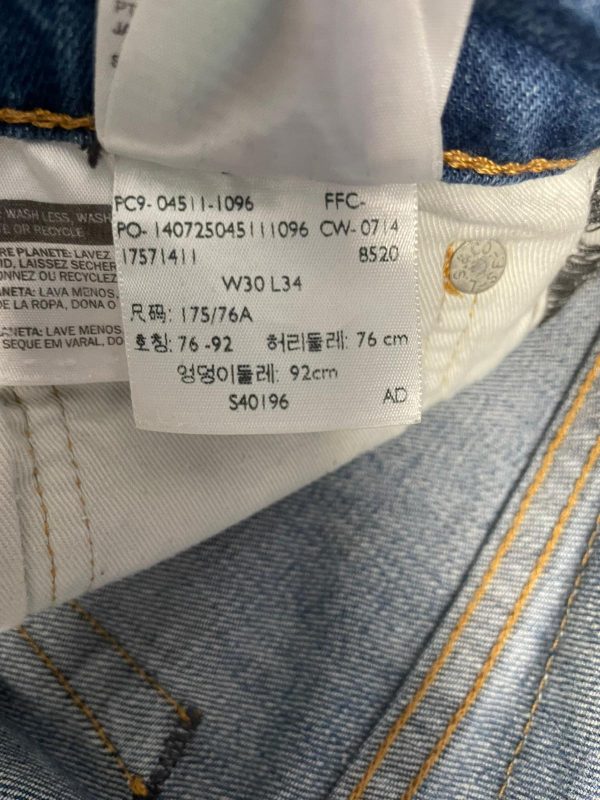 PC9- 04511-1096 FFC-
PO- 140725045111096 CW- 0714
17571411 8520
W30 L34
尺码: 175/76A
호칭: 76 -92 허리둘레: 76 cm
엉덩이둘레: 92cm
S40196 AD
WASH LESS, WASH
OR RECYCLE.
PLANETE: LAVEZ
LAISSEZ SECHER
OU RECYCLEZ
LAVA MENOS,
DE LA ROPA, DONA O
LAVE MENOS
SEQUE EM VARAL, DO